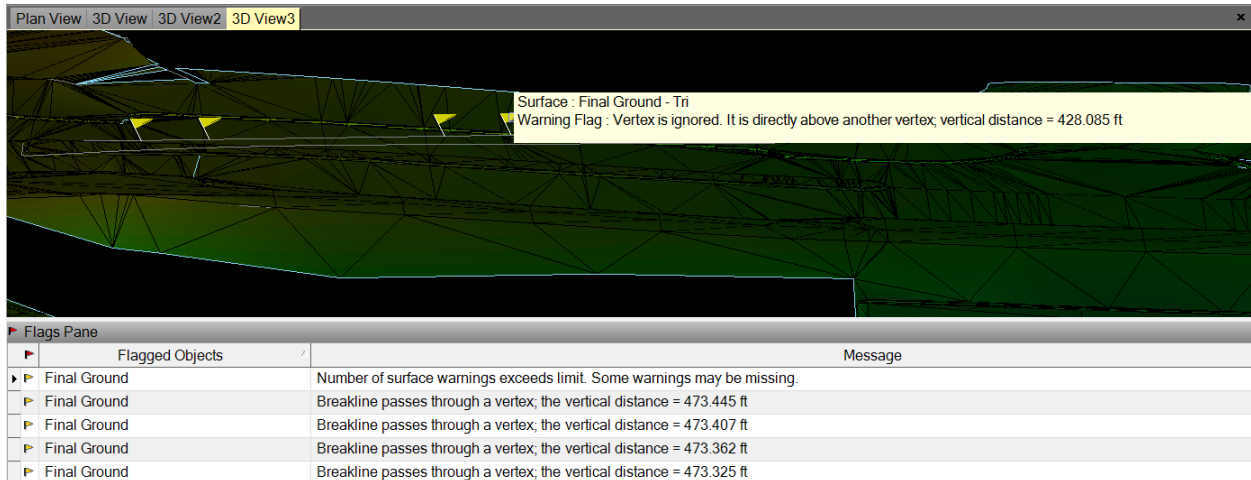 Plan View 3D View 3D View2 3D View3 ×
Surface : Final Ground - Tri
Warning Flag : Vertex is ignored. It is directly above another vertex; vertical distance = 428.085 ft
Flags Pane
Flagged Objects Message
Final Ground Number of surface warnings exceeds limit. Some warnings may be missing.
Final Ground Breakline passes through a vertex; the vertical distance = 473.445 ft
Final Ground Breakline passes through a vertex; the vertical distance = 473.407 ft
Final Ground Breakline passes through a vertex; the vertical distance = 473.362 ft
Final Ground Breakline passes through a vertex; the vertical distance = 473.325 ft